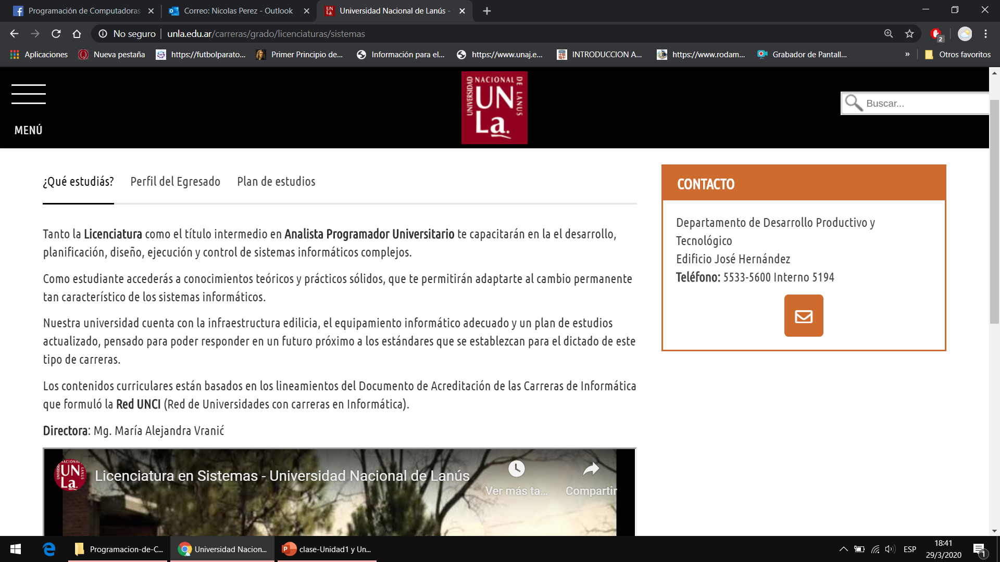 Programación de Computadoras
Correo: Nicolas Perez - Outlook
Universidad Nacional de Lanús -
No seguro
unla.edu.ar/carreras/grado/licenciaturas/sistemas
2
Aplicaciones
Nueva pestaña
https://futbolparato...
Primer Principio de...
Información para el...
https://www.unaj.e...
INTRODUCCION A...
https://www.rodam...
Grabador de Pantall...
»
Otros favoritos
MENÚ
UNIVERSIDAD NACIONAL DE LANUS
UN
La.
Buscar...
¿Qué estudiás?
Perfil del Egresado
Plan de estudios
Tanto la Licenciatura como el título intermedio en Analista Programador Universitario te capacitarán en la el desarrollo,
planificación, diseño, ejecución y control de sistemas informáticos complejos.
Como estudiante accederás a conocimientos teóricos y prácticos sólidos, que te permitirán adaptarte al cambio permanente
tan característico de los sistemas informáticos.
Nuestra universidad cuenta con la infraestructura edilicia, el equipamiento informático adecuado y un plan de estudios
actualizado, pensado para poder responder en un futuro próximo a los estándares que se establezcan para el dictado de este
tipo de carreras.
Los contenidos curriculares están basados en los lineamientos del Documento de Acreditación de las Carreras de Informática
que formuló la Red UNCI (Red de Universidades con carreras en Informática).
Directora: Mg. María Alejandra Vranić
CONTACTO
Departamento de Desarrollo Productivo y
Tecnológico
Edificio José Hernández
Teléfono: 5533-5600 Interno 5194
UN
La.
Licenciatura en Sistemas - Universidad Nacional de Lanús
Ver más ta...
Compartir
Programacion-de-C...
Universidad Nacion...
clase-Unidad1 y Un...
ESP
18:41
29/3/2020
1